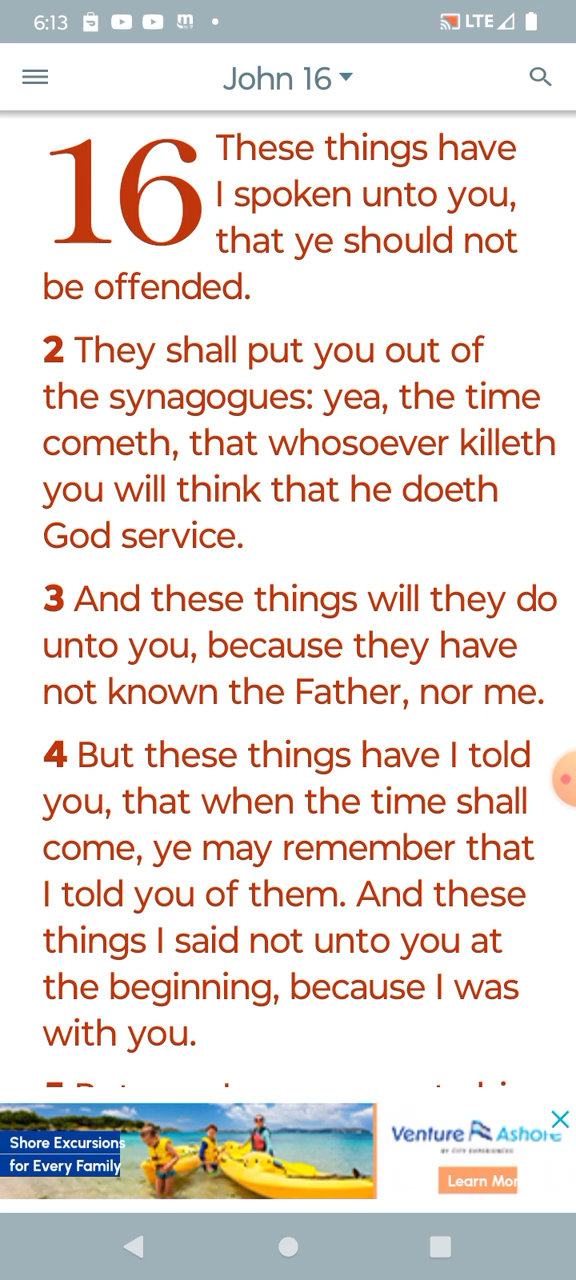 6:13 LTE
John 16
16 These things have
I spoken unto you,
that ye should not
be offended.
2 They shall put you out of
the synagogues: yea, the time
cometh, that whosoever killeth
you will think that he doeth
God service.
3 And these things will they do
unto you, because they have
not known the Father, nor me.
4 But these things have I told
you, that when the time shall
come, ye may remember that
I told you of them. And these
things I said not unto you at
the beginning, because I was
with you.
Shore Excursions
for Every Family
Venture Ashore
BY CITY EXPERIENCES
Learn Mor